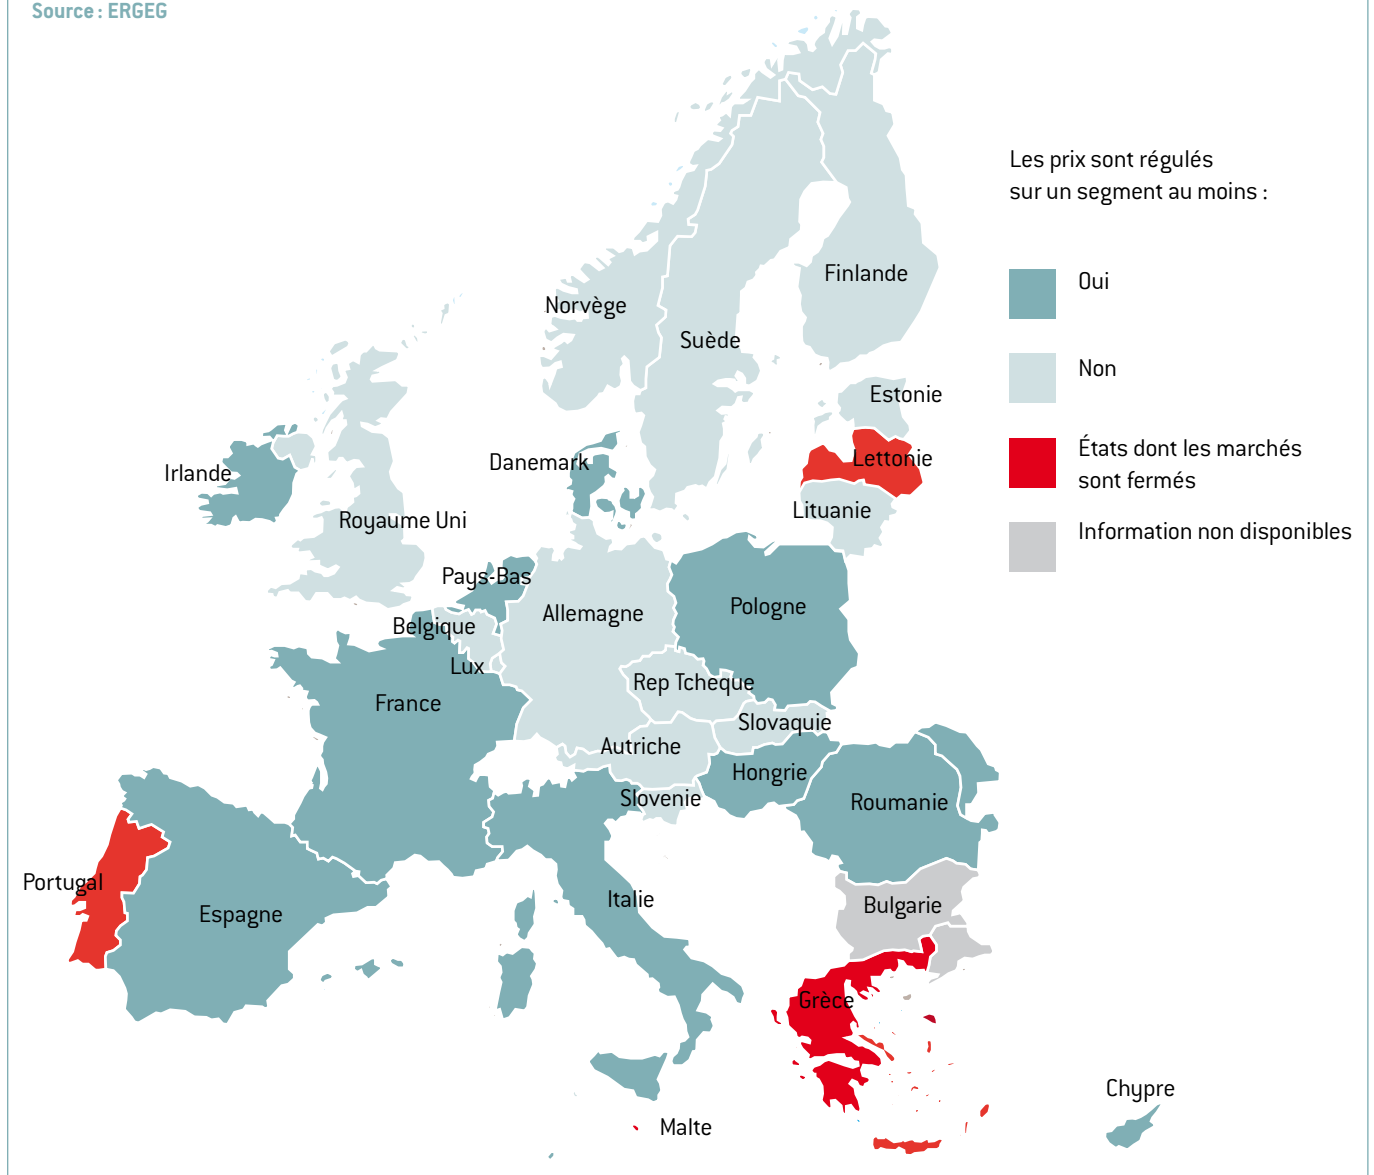 Source : ERGEG
Les prix sont régulés
sur un segment au moins :
Oui
Non
États dont les marchés
sont fermés
Information non disponibles
Finlande
Norvège
Suède
Estonie
Lettonie
Lituanie
Danemark
Irlande
Royaume Uni
Pays-Bas
Allemagne
Pologne
Belgique
Lux
Rep Tcheque
France
Slovaquie
Autriche
Hongrie
Slovenie
Roumanie
Portugal
Espagne
Italie
Bulgarie
Grèce
Chypre
Malte